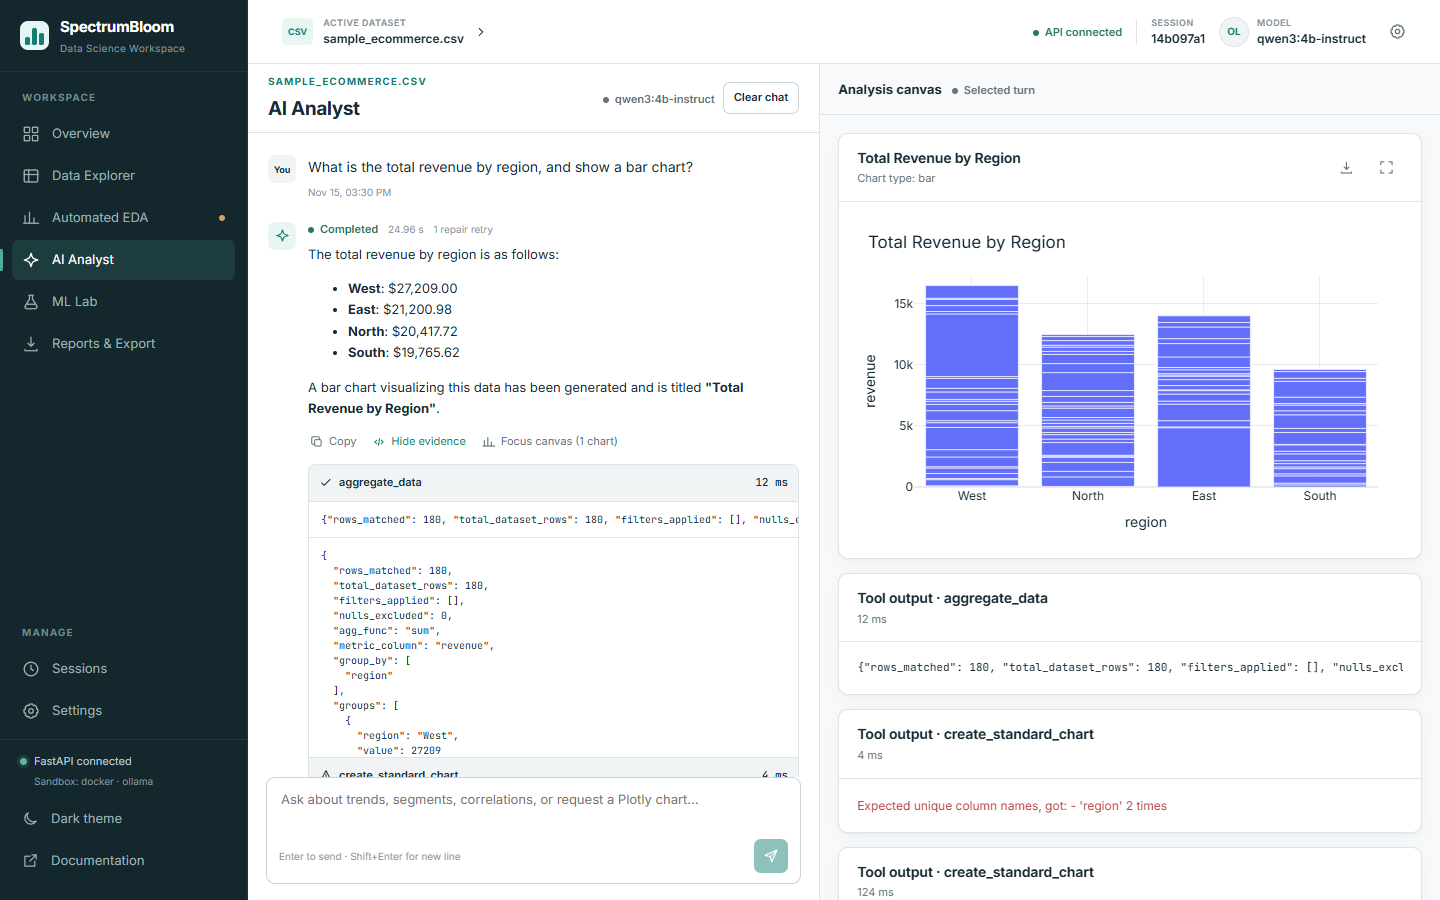 SpectrumBloom
Data Science Workspace
WORKSPACE
Overview
Data Explorer
Automated EDA
AI Analyst
ML Lab
Reports & Export
MANAGE
Sessions
Settings
FastAPI connected
Sandbox: docker · ollama
Dark theme
Documentation
CSV
ACTIVE DATASET
sample_ecommerce.csv
API connected
SESSION
14b097a1
OL
MODEL
qwen3:4b-instruct
SAMPLE_ECOMMERCE.CSV
AI Analyst
qwen3:4b-instruct
Clear chat
You
What is the total revenue by region, and show a bar chart?
Nov 15, 03:30 PM
Completed 24.96 s 1 repair retry
The total revenue by region is as follows:
• West: $27,209.00
• East: $21,200.98
• North: $20,417.72
• South: $19,765.62
A bar chart visualizing this data has been generated and is titled "Total
Revenue by Region".
Copy
Hide evidence
Focus canvas (1 chart)
aggregate_data 12 ms
{"rows_matched": 180, "total_dataset_rows": 180, "filters_applied": [], "nulls_e
{
"rows_matched": 180,
"total_dataset_rows": 180,
"filters_applied": [],
"nulls_excluded": 0,
"agg_func": "sum",
"metric_column": "revenue",
"group_by": [
"region"
],
"groups": [
{
"region": "West",
"value": 27209
create_standard_chart 4 ms
Ask about trends, segments, correlations, or request a Plotly chart...
Enter to send · Shift+Enter for new line
Analysis canvas
Selected turn
Total Revenue by Region
Chart type: bar
Total Revenue by Region
15k
10k
5k
0
revenue
West
North
East
South
region
Tool output · aggregate_data
12 ms
{"rows_matched": 180, "total_dataset_rows": 180, "filters_applied": [], "nulls_excl
Tool output · create_standard_chart
4 ms
Expected unique column names, got: - 'region' 2 times
Tool output · create_standard_chart
124 ms